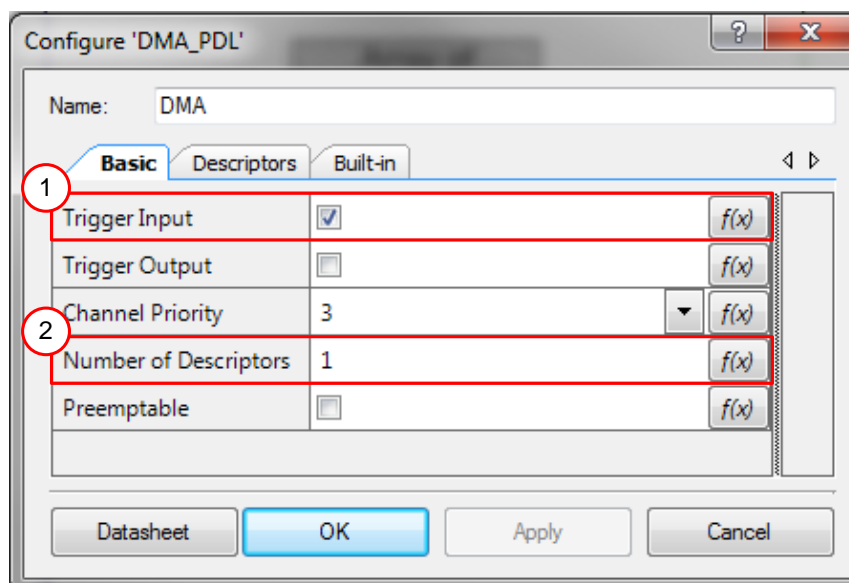 Configure 'DMA_PDL'
?
X
Name: DMA
Basic Descriptors Built-in
1
Trigger Input f(x)
Trigger Output f(x)
Channel Priority 3 f(x)
2
Number of Descriptors 1 f(x)
Preemptable f(x)
Datasheet OK Apply Cancel